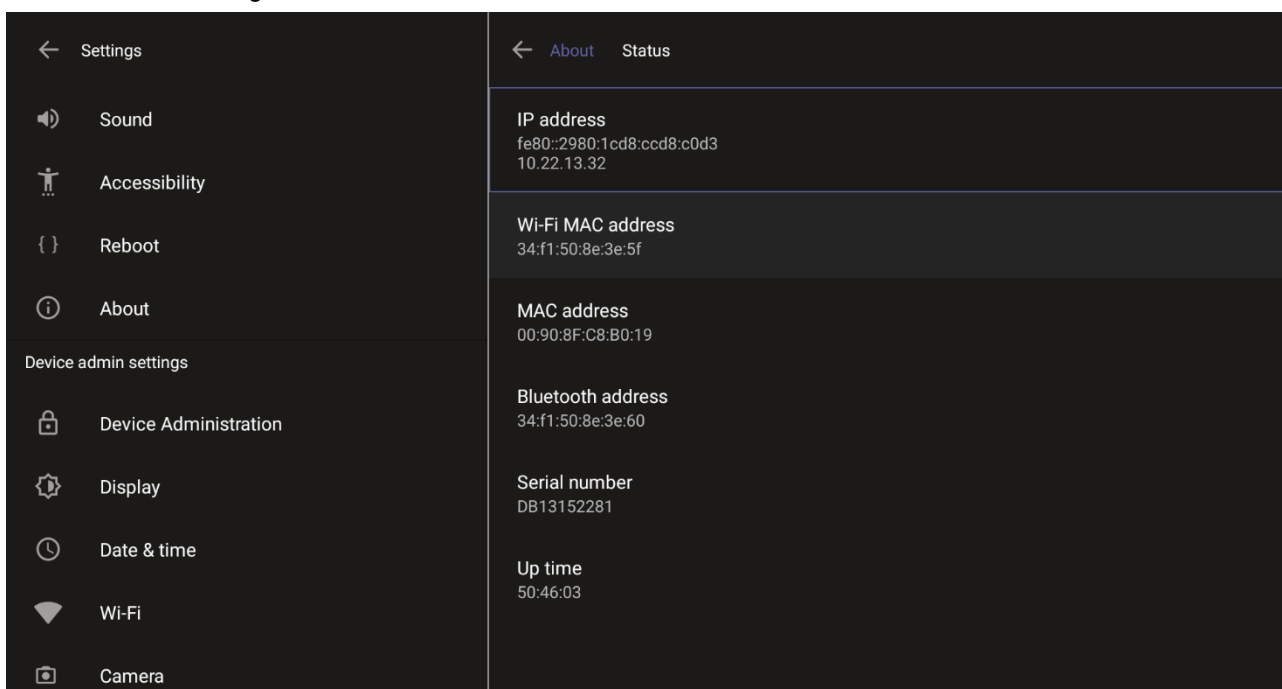 Settings
Sound
Accessibility
{ } Reboot
About
Device admin settings
Device Administration
Display
Date & time
Wi-Fi
Camera
About Status
IP address
fe80::2980:1cd8:ccd8:c0d3
10.22.13.32
Wi-Fi MAC address
34:f1:50:8e:3e:5f
MAC address
00:90:8F:C8:B0:19
Bluetooth address
34:f1:50:8e:3e:60
Serial number
DB13152281
Up time
50:46:03